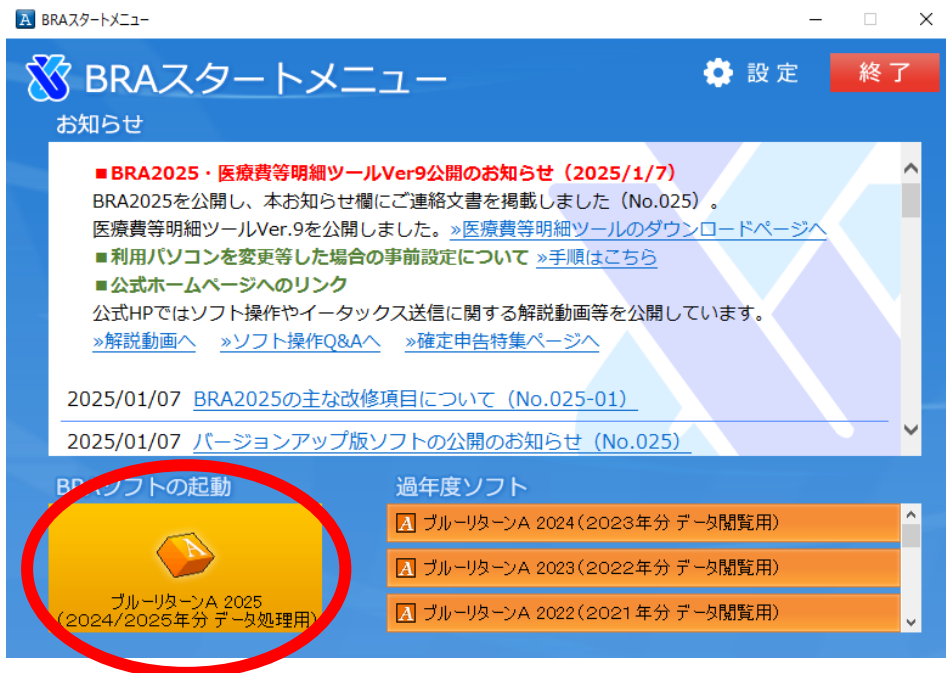 A BRAスタートメニュー
BRAスタートメニュー
設定
終了
お知らせ
■BRA2025・医療費等明細ツールVer9公開のお知らせ（2025/1/7）
BRA2025を公開し、本お知らせ欄にご連絡文書を掲載しました（No.025）。
医療費等明細ツールVer.9を公開しました。»医療費等明細ツールのダウンロードページへ
■利用パソコンを変更等した場合の事前設定について »手順はこちら
■公式ホームページへのリンク
公式HPではソフト操作やイータックス送信に関する解説動画等を公開しています。
»解説動画へ »ソフト操作Q&Aへ »確定申告特集ページへ
2025/01/07 BRA2025の主な改修項目について（No.025-01）
2025/01/07 バージョンアップ版ソフトの公開のお知らせ（No.025）
BRAソフトの起動
A
ブルーリターンA 2025
（2024/2025年分 データ処理用）
過年度ソフト
A ブルーリターンA 2024（2023年分 データ閲覧用）
A ブルーリターンA 2023（2022年分 データ閲覧用）
A ブルーリターンA 2022（2021年分 データ閲覧用）